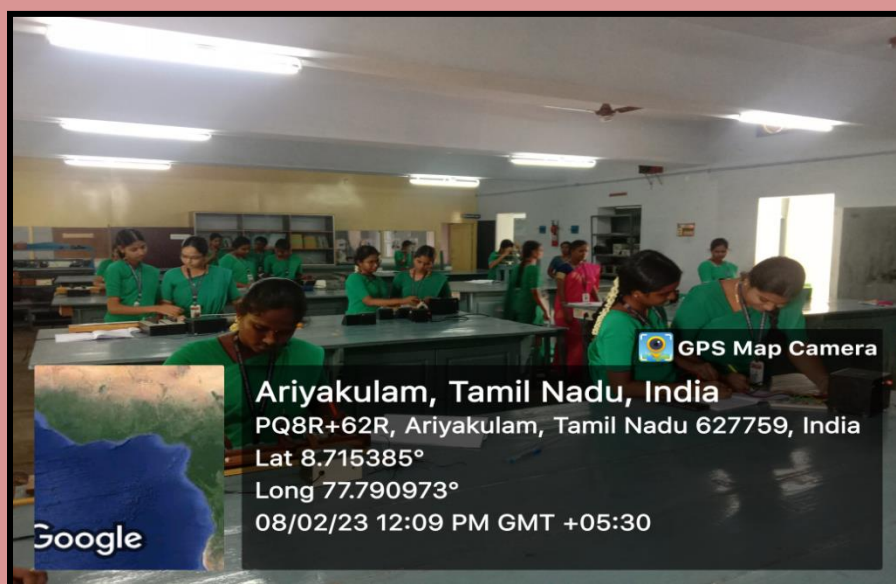 GPS Map Camera
Ariyakulam, Tamil Nadu, India
PQ8R+62R, Ariyakulam, Tamil Nadu 627759, India
Lat 8.715385°
Long 77.790973°
08/02/23 12:09 PM GMT +05:30
Google